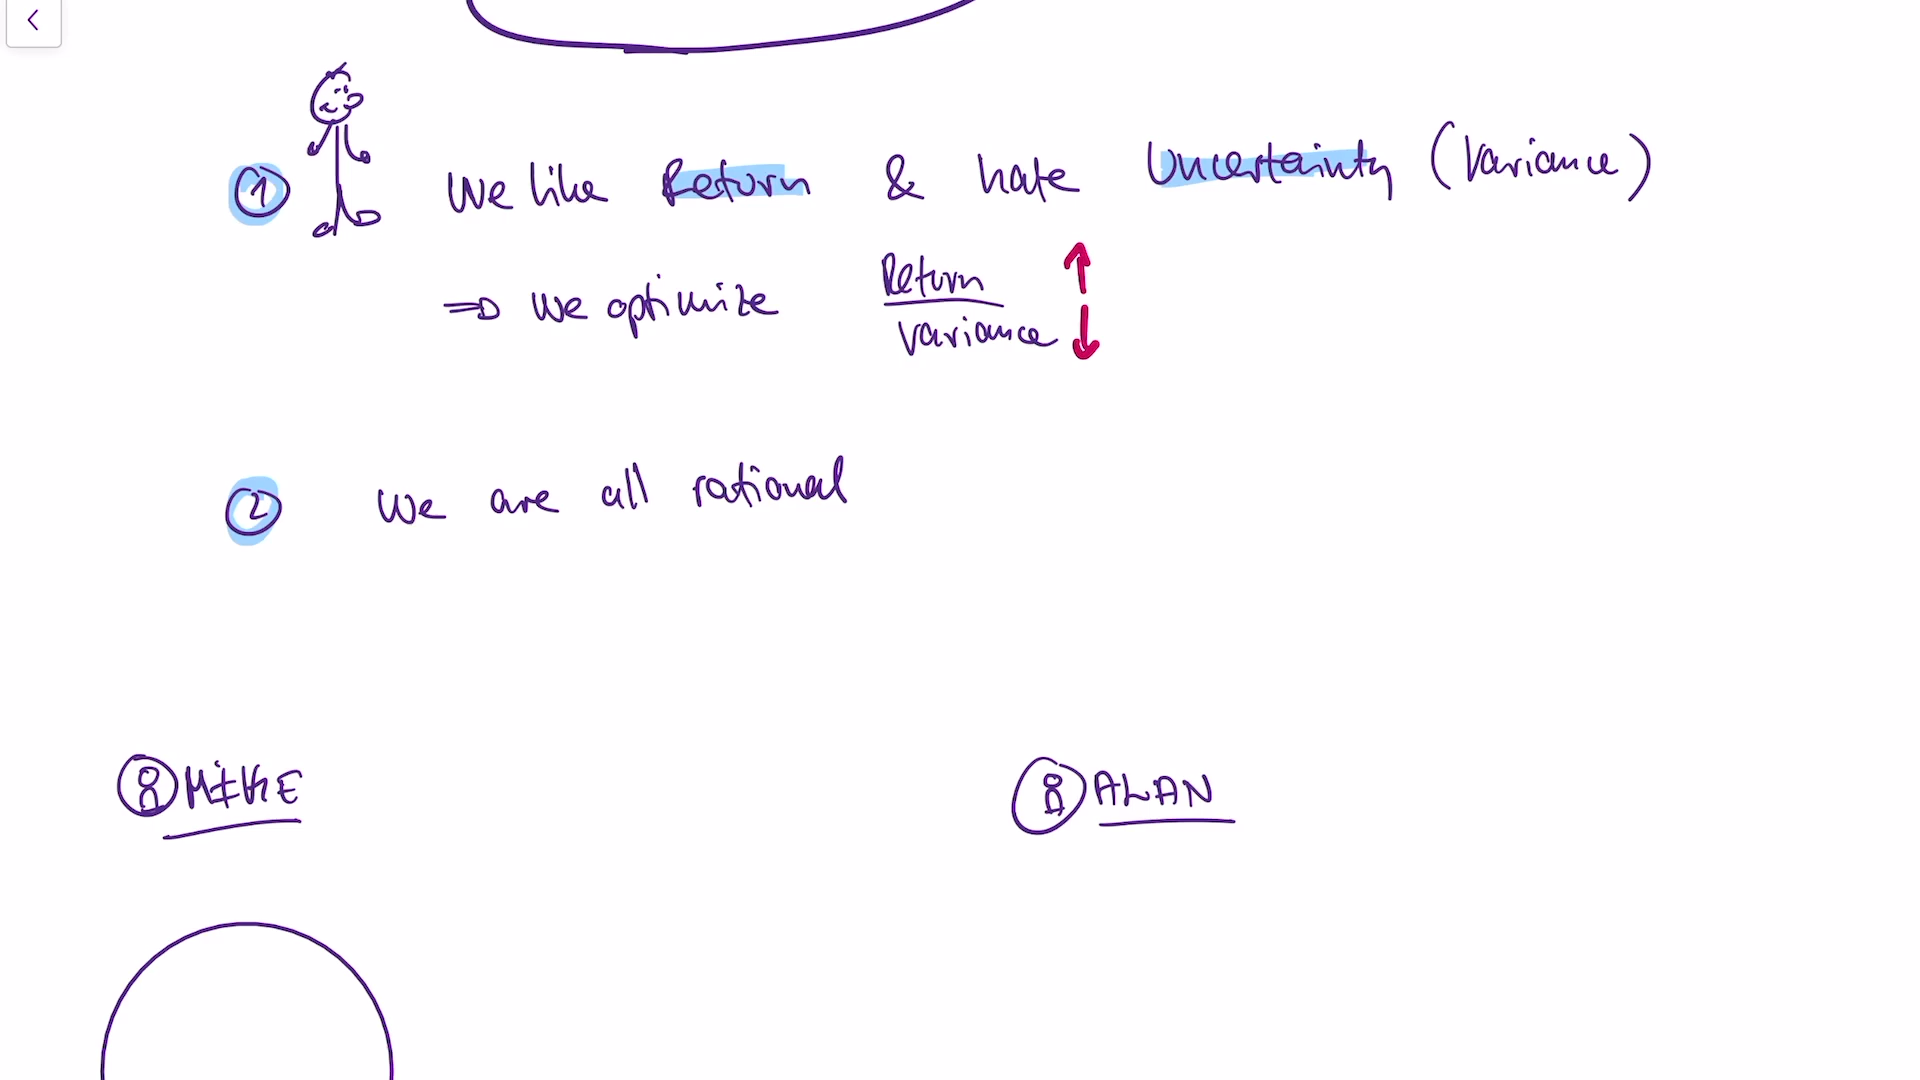 ① We like Return & hate Uncertainty (Variance)
⇒ We optimize Return / Variance ↑ ↓
② We are all rational
MIKE
ALAN